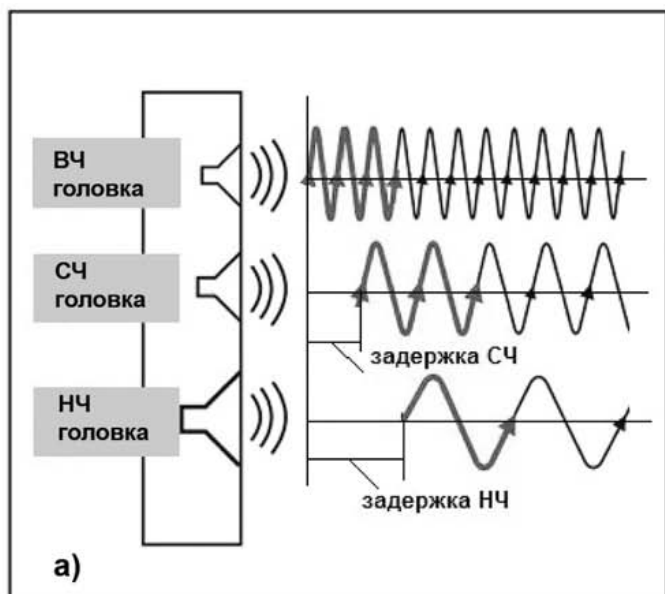 ВЧ
головка
СЧ
головка
задержка СЧ
НЧ
головка
задержка НЧ
а)